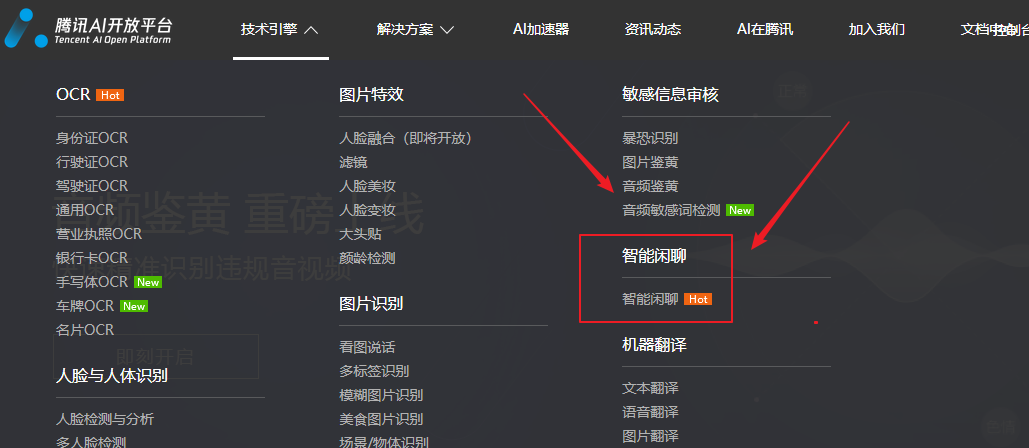 腾讯AI开放平台
Tencent AI Open Platform
技术引擎
解决方案
AI加速器
资讯动态
AI在腾讯
加入我们
文档中心
控制台
OCR Hot
身份证OCR
行驶证OCR
驾驶证OCR
通用OCR
营业执照OCR
银行卡OCR
手写体OCR New
车牌OCR New
名片OCR
人脸与人体识别
人脸检测与分析
多人脸检测
图片特效
人脸融合（即将开放）
滤镜
人脸美妆
人脸变妆
大头贴
颜龄检测
图片识别
看图说话
多标签识别
模糊图片识别
美食图片识别
场景/物体识别
敏感信息审核
暴恐识别
图片鉴黄
音频鉴黄
音频敏感词检测 New
智能闲聊
智能闲聊 Hot
机器翻译
文本翻译
语音翻译
图片翻译
音频鉴黄 重磅上线
识别违规音视频
即刻开启